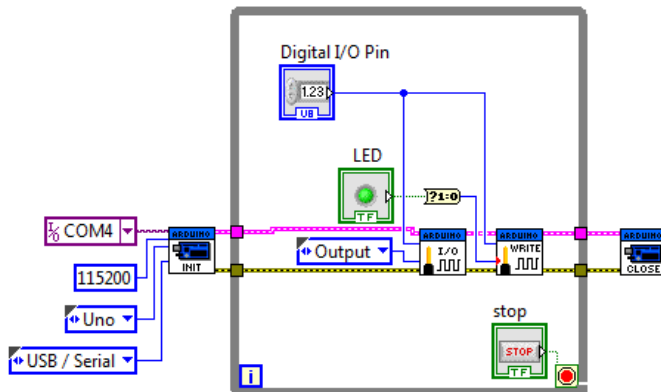 Digital I/O Pin
1.23
U8
LED
TF
?1:0
I/O COM4
115200
Uno
USB / Serial
ARDUINO
INIT
Output
ARDUINO
I/O
ARDUINO
WRITE
ARDUINO
CLOSE
stop
STOP
TF
i